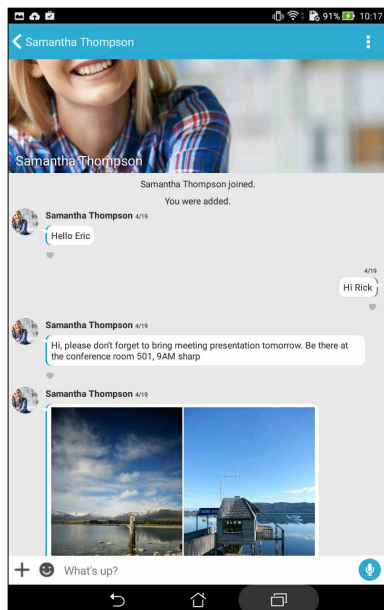 91% 10:17
Samantha Thompson
Samantha Thompson
Samantha Thompson joined.
You were added.
Samantha Thompson 4/19
Hello Eric
4/19
Hi Rick
Samantha Thompson 4/19
Hi, please don't forget to bring meeting presentation tomorrow. Be there at
the conference room 501, 9AM sharp
Samantha Thompson 4/19
What's up?